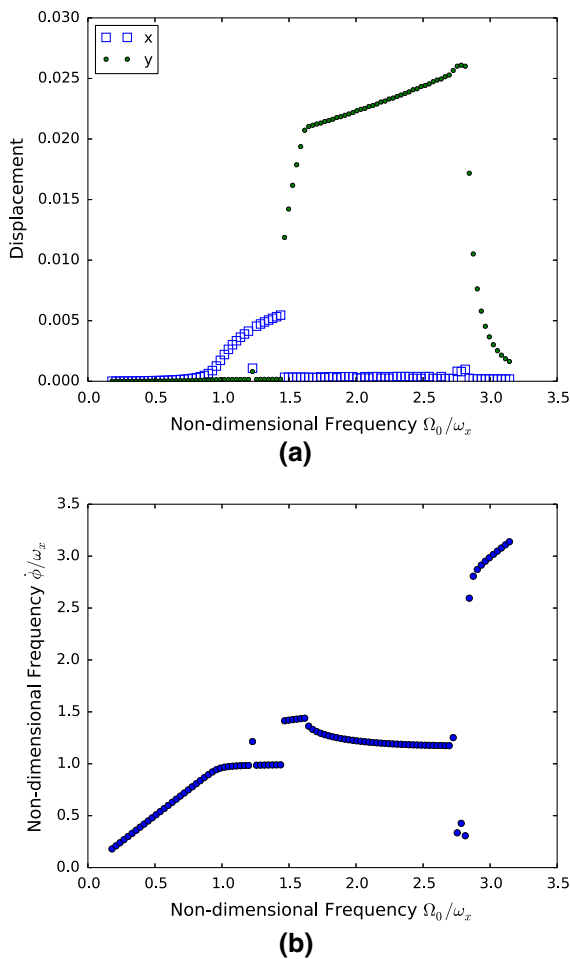 0.030
0.025
0.020
0.015
0.010
0.005
0.000
Displacement
x
y
0.0 0.5 1.0 1.5 2.0 2.5 3.0 3.5
Non-dimensional Frequency Ω₀/ωₓ
(a)
3.5
3.0
2.5
2.0
1.5
1.0
0.5
0.0
Non-dimensional Frequency ϕ̇/ωₓ
0.0 0.5 1.0 1.5 2.0 2.5 3.0 3.5
Non-dimensional Frequency Ω₀/ωₓ
(b)